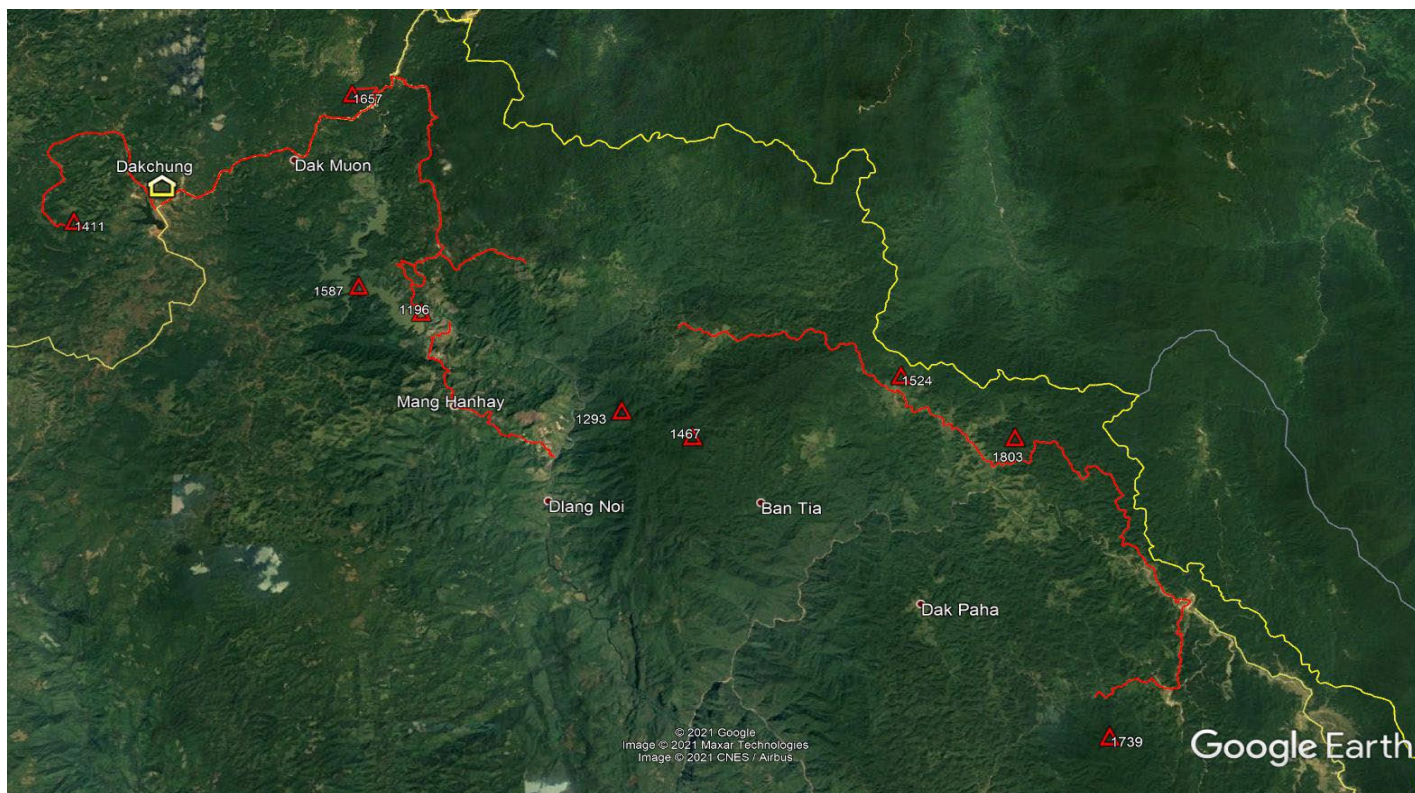 1657
Dakchung
Dak Muon
1411
1587
1196
1524
Mang Hanhay
1293
1467
1803
Dlang Noi
Ban Tia
Dak Paha
1739
© 2021 Google
Image © 2021 Maxar Technologies
Image © 2021 CNES / Airbus
Google Earth